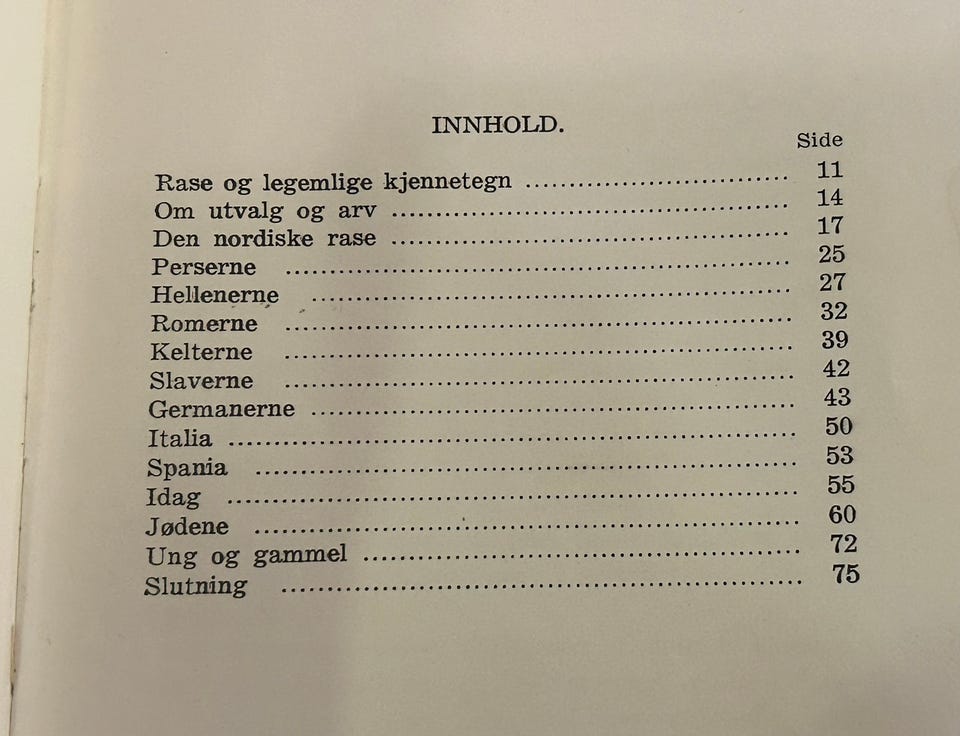 INNHOLD.
Side
Rase og legemlige kjennetegn ........................................ 11
Om utvalg og arv ........................................ 14
Den nordiske rase ........................................ 17
Perserne ........................................ 25
Hellenerne ........................................ 27
Romerne ........................................ 32
Kelterne ........................................ 39
Slaverne ........................................ 42
Germanerne ........................................ 43
Italia ........................................ 50
Spania ........................................ 53
Idag ........................................ 55
Jødene ........................................ 60
Ung og gammel ........................................ 72
Slutning ........................................ 75